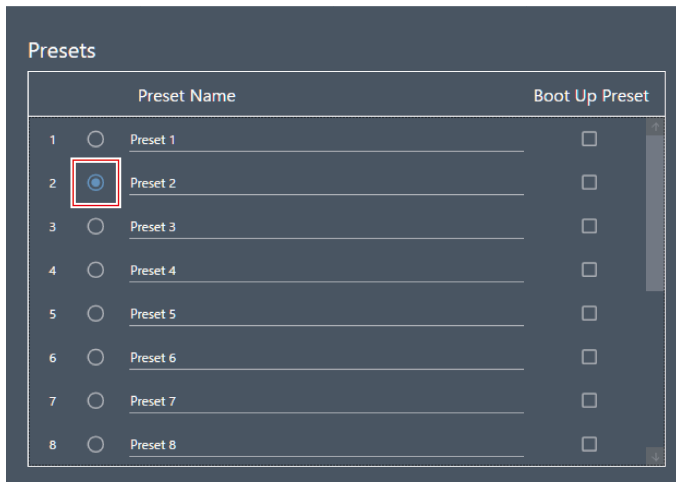 Presets
Preset Name Boot Up Preset
1 Preset 1
2 Preset 2
3 Preset 3
4 Preset 4
5 Preset 5
6 Preset 6
7 Preset 7
8 Preset 8